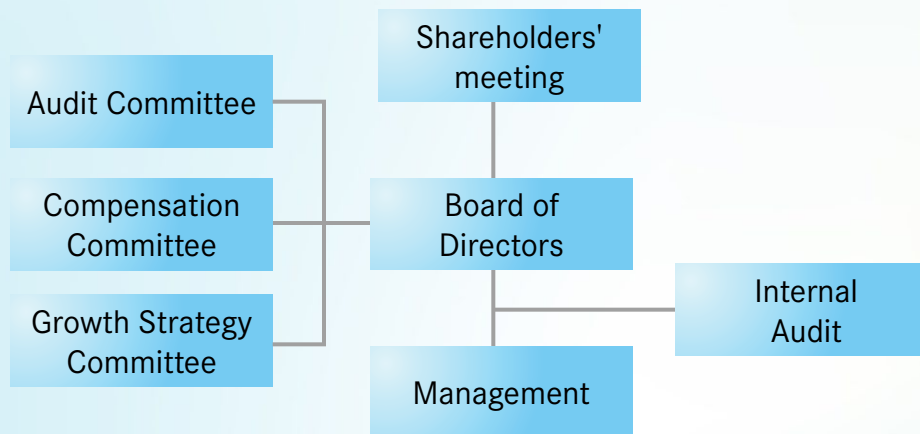 Shareholders'
meeting
Audit Committee
Compensation
Committee
Board of
Directors
Growth Strategy
Committee
Internal
Audit
Management